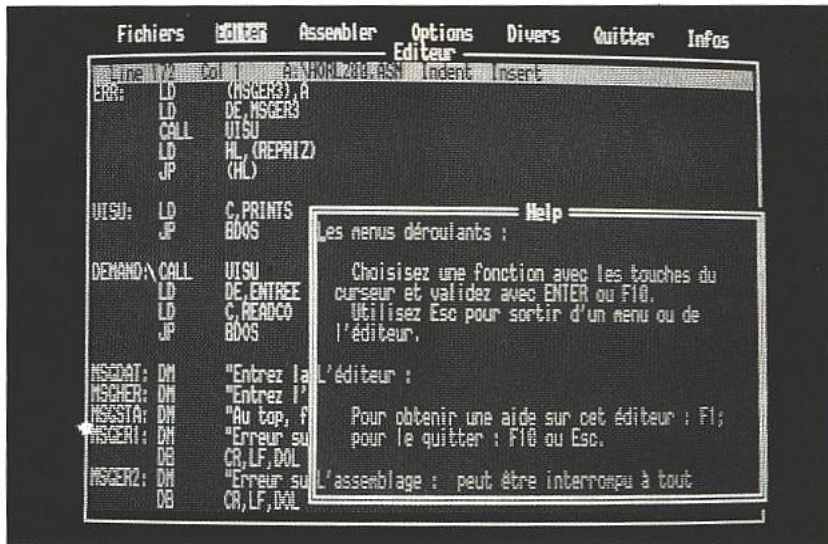 Fichiers Editer Assembler Options Divers Quitter Infos
Editeur
Line 172 Col 1 A:\HORLZ80.ASM Indent Insert
ERR: LD (MSGER3),A
LD DE,MSGER3
CALL VISU
LD HL,(REPRIZ)
JP (HL)
VISU: LD C,PRINTS
JP BDOS
DEMAND:\CALL VISU
LD DE,ENTREE
LD C,READCO
JP BDOS
MSGDAT: DM "Entrez la
MSGHER: DM "Entrez l'
MSGSTA: DM "Au top, f
MSGER1: DM "Erreur su
DB CR,LF,DOL
MSGER2: DM "Erreur su
DB CR,LF,DOL
Help
Les menus déroulants :
Choisisez une fonction avec les touches du
curseur et validez avec ENTER ou F10.
Utilisez Esc pour sortir d'un menu ou de
l'éditeur.
L'éditeur :
Pour obtenir une aide sur cet éditeur : F1;
pour le quitter : F10 ou Esc.
L'assemblage : peut être interrompu à tout